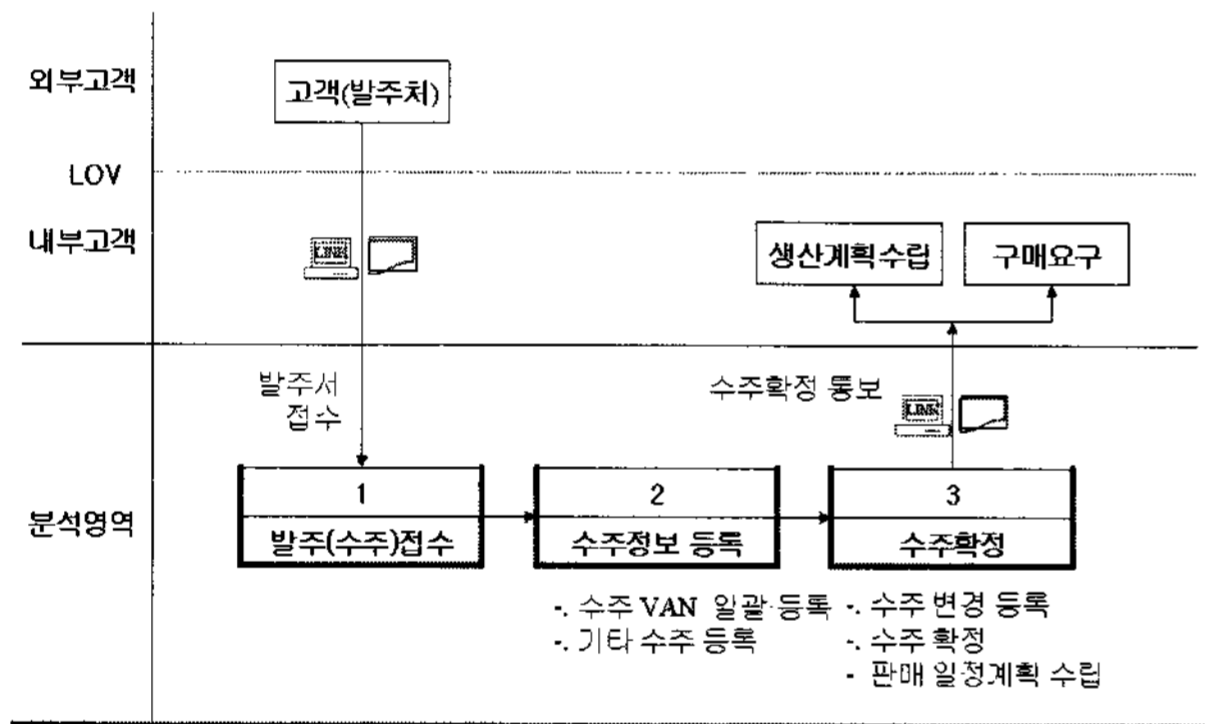 외부고객
고객(발주처)
LOV
내부고객
LINK
생산계획수립
구매요구
발주서
접수
수주확정 통보
LINK
분석영역
1
발주(수주)접수
2
수주정보 등록
3
수주확정
-. 수주 VAN 일괄 등록
-. 기타 수주 등록
-. 수주 변경 등록
-. 수주 확정
- 판매 일정계획 수립